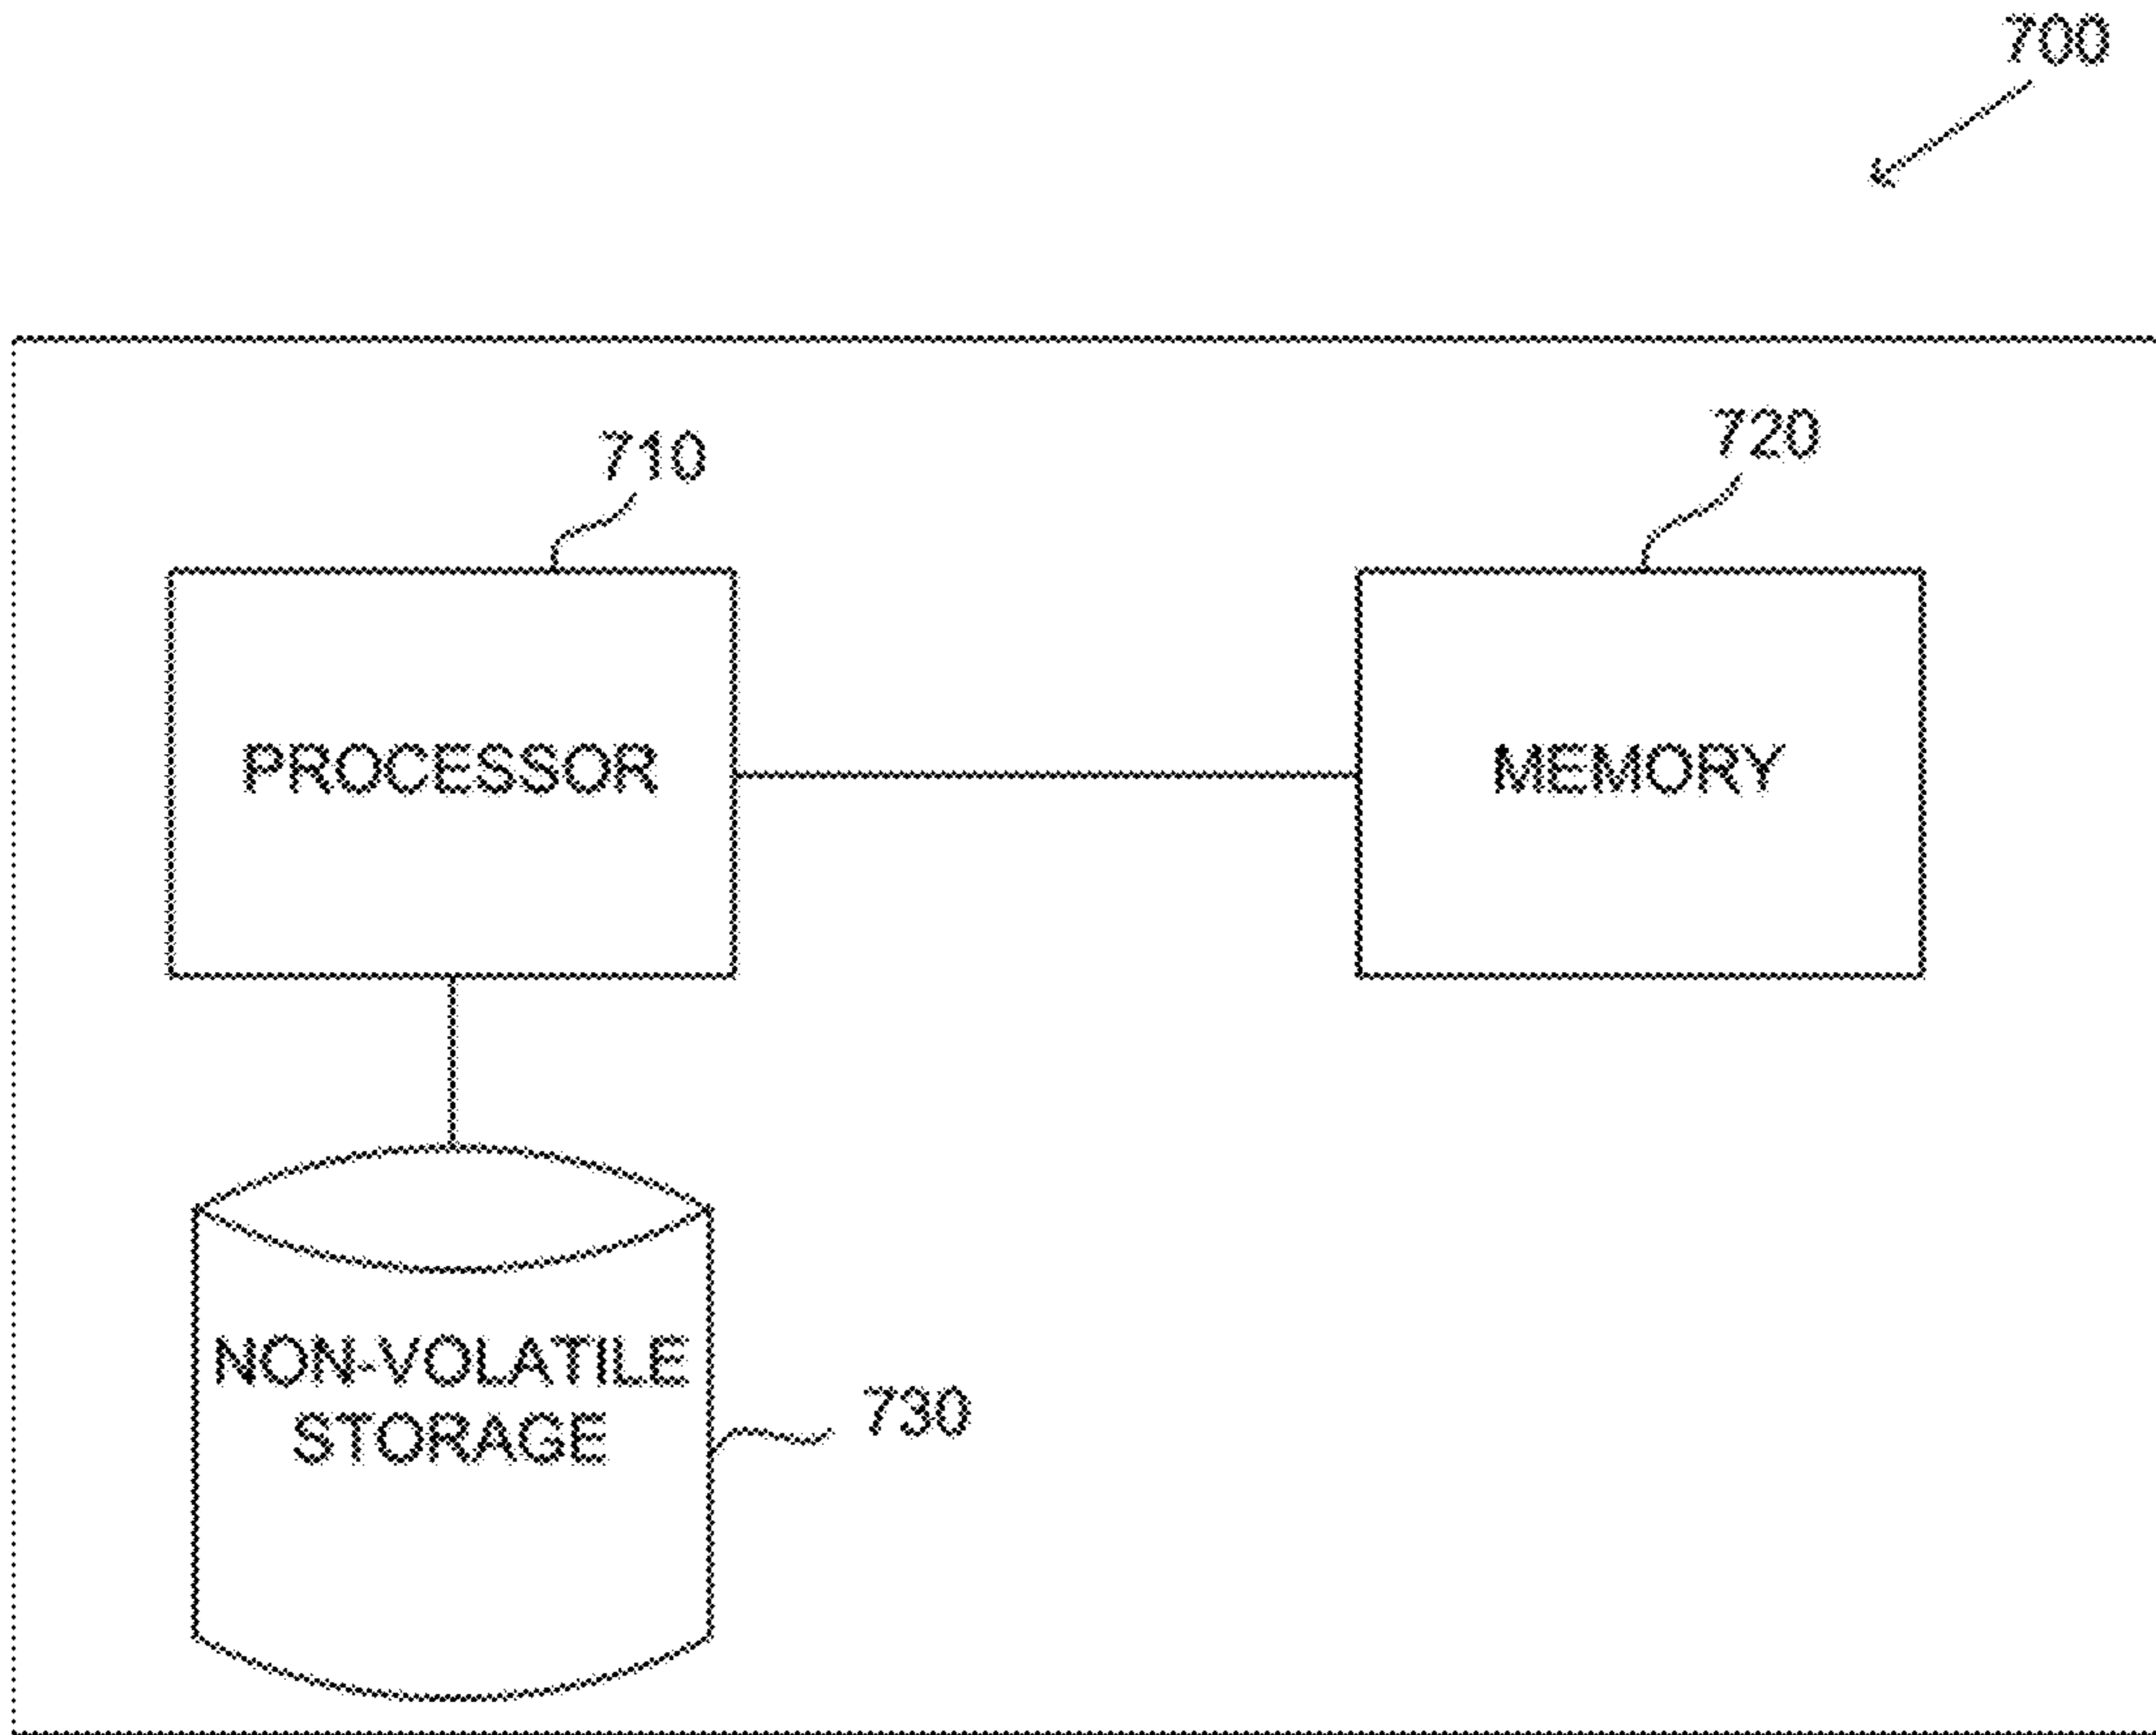 700
710
720
PROCESSOR
MEMORY
NON-VOLATILE
STORAGE
730